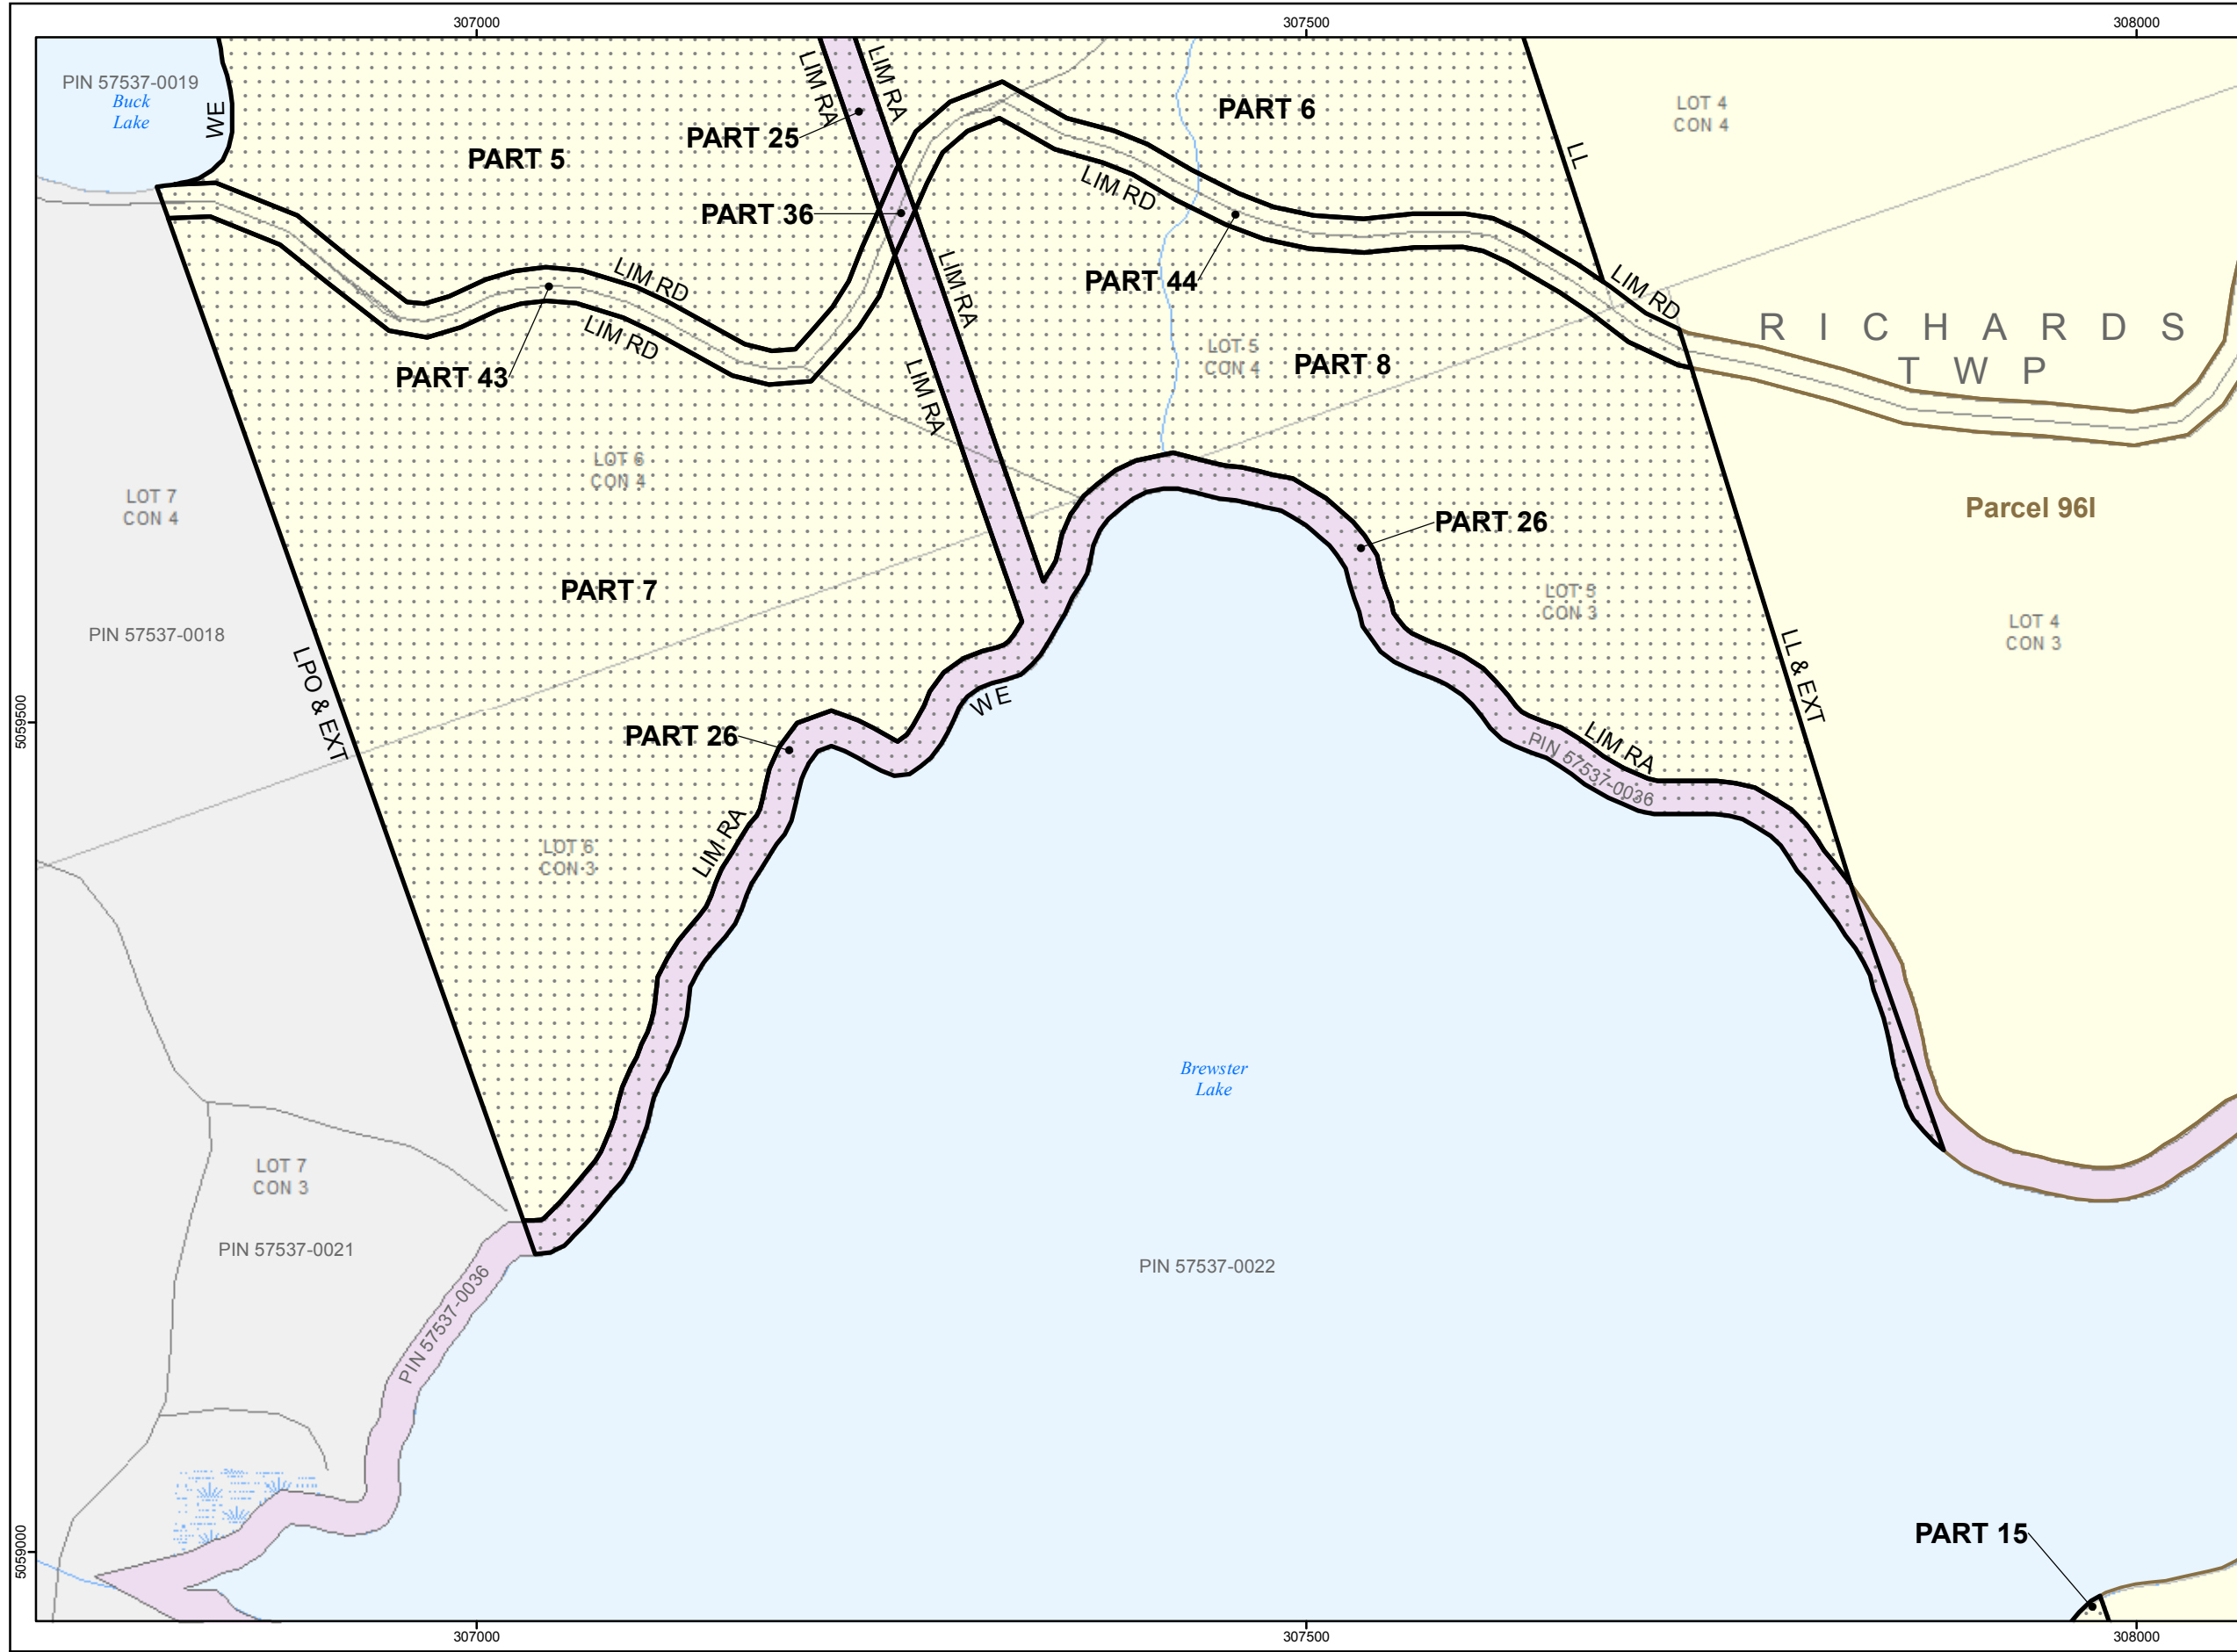 307000
307500
308000
PIN 57537-0019
Buck
Lake
WE
LIM RA
LIM RA
PART 25
PART 5
PART 6
LL
LOT 4
CON 4
PART 36
LIM RD
PART 44
LIM RA
LIM RD
LIM RD
PART 43
LIM RA
LOT 5
CON 4
PART 8
LIM RD
RICHARDS
TWP
LOT 7
CON 4
LOT 6
CON 4
PART 26
Parcel 96I
PIN 57537-0018
PART 7
LOT 5
CON 3
LOT 4
CON 3
LPO & EXT
LL & EXT
5059500
PART 26
WE
LIM RA
PIN 57537-0036
LIM RA
LOT 6
CON 3
Brewster
Lake
LOT 7
CON 3
PIN 57537-0021
PIN 57537-0022
PIN 57537-0036
5059000
PART 15
307000
307500
308000